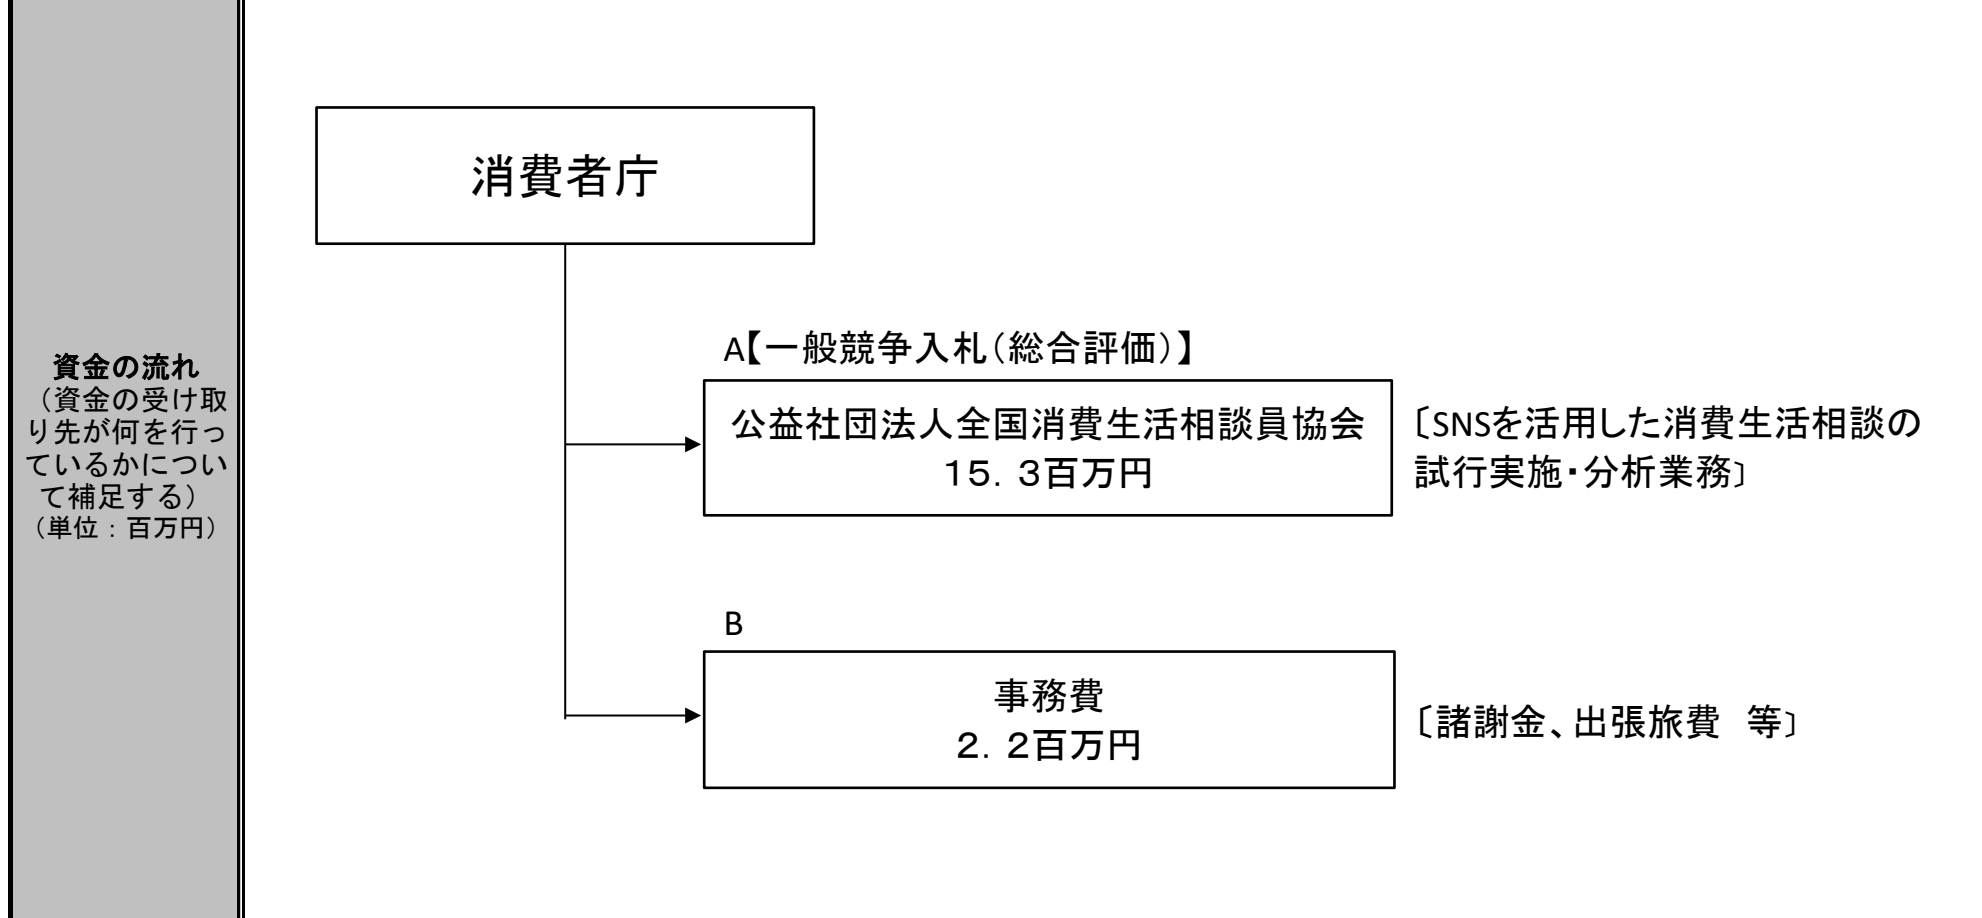 資金の流れ
（資金の受け取
り先が何を行っ
ているかについ
て補足する）
（単位：百万円）
消費者庁
A【一般競争入札（総合評価）】
公益社団法人全国消費生活相談員協会
１５．３百万円
〔SNSを活用した消費生活相談の
試行実施・分析業務〕
B
事務費
２．２百万円
〔諸謝金、出張旅費　等〕